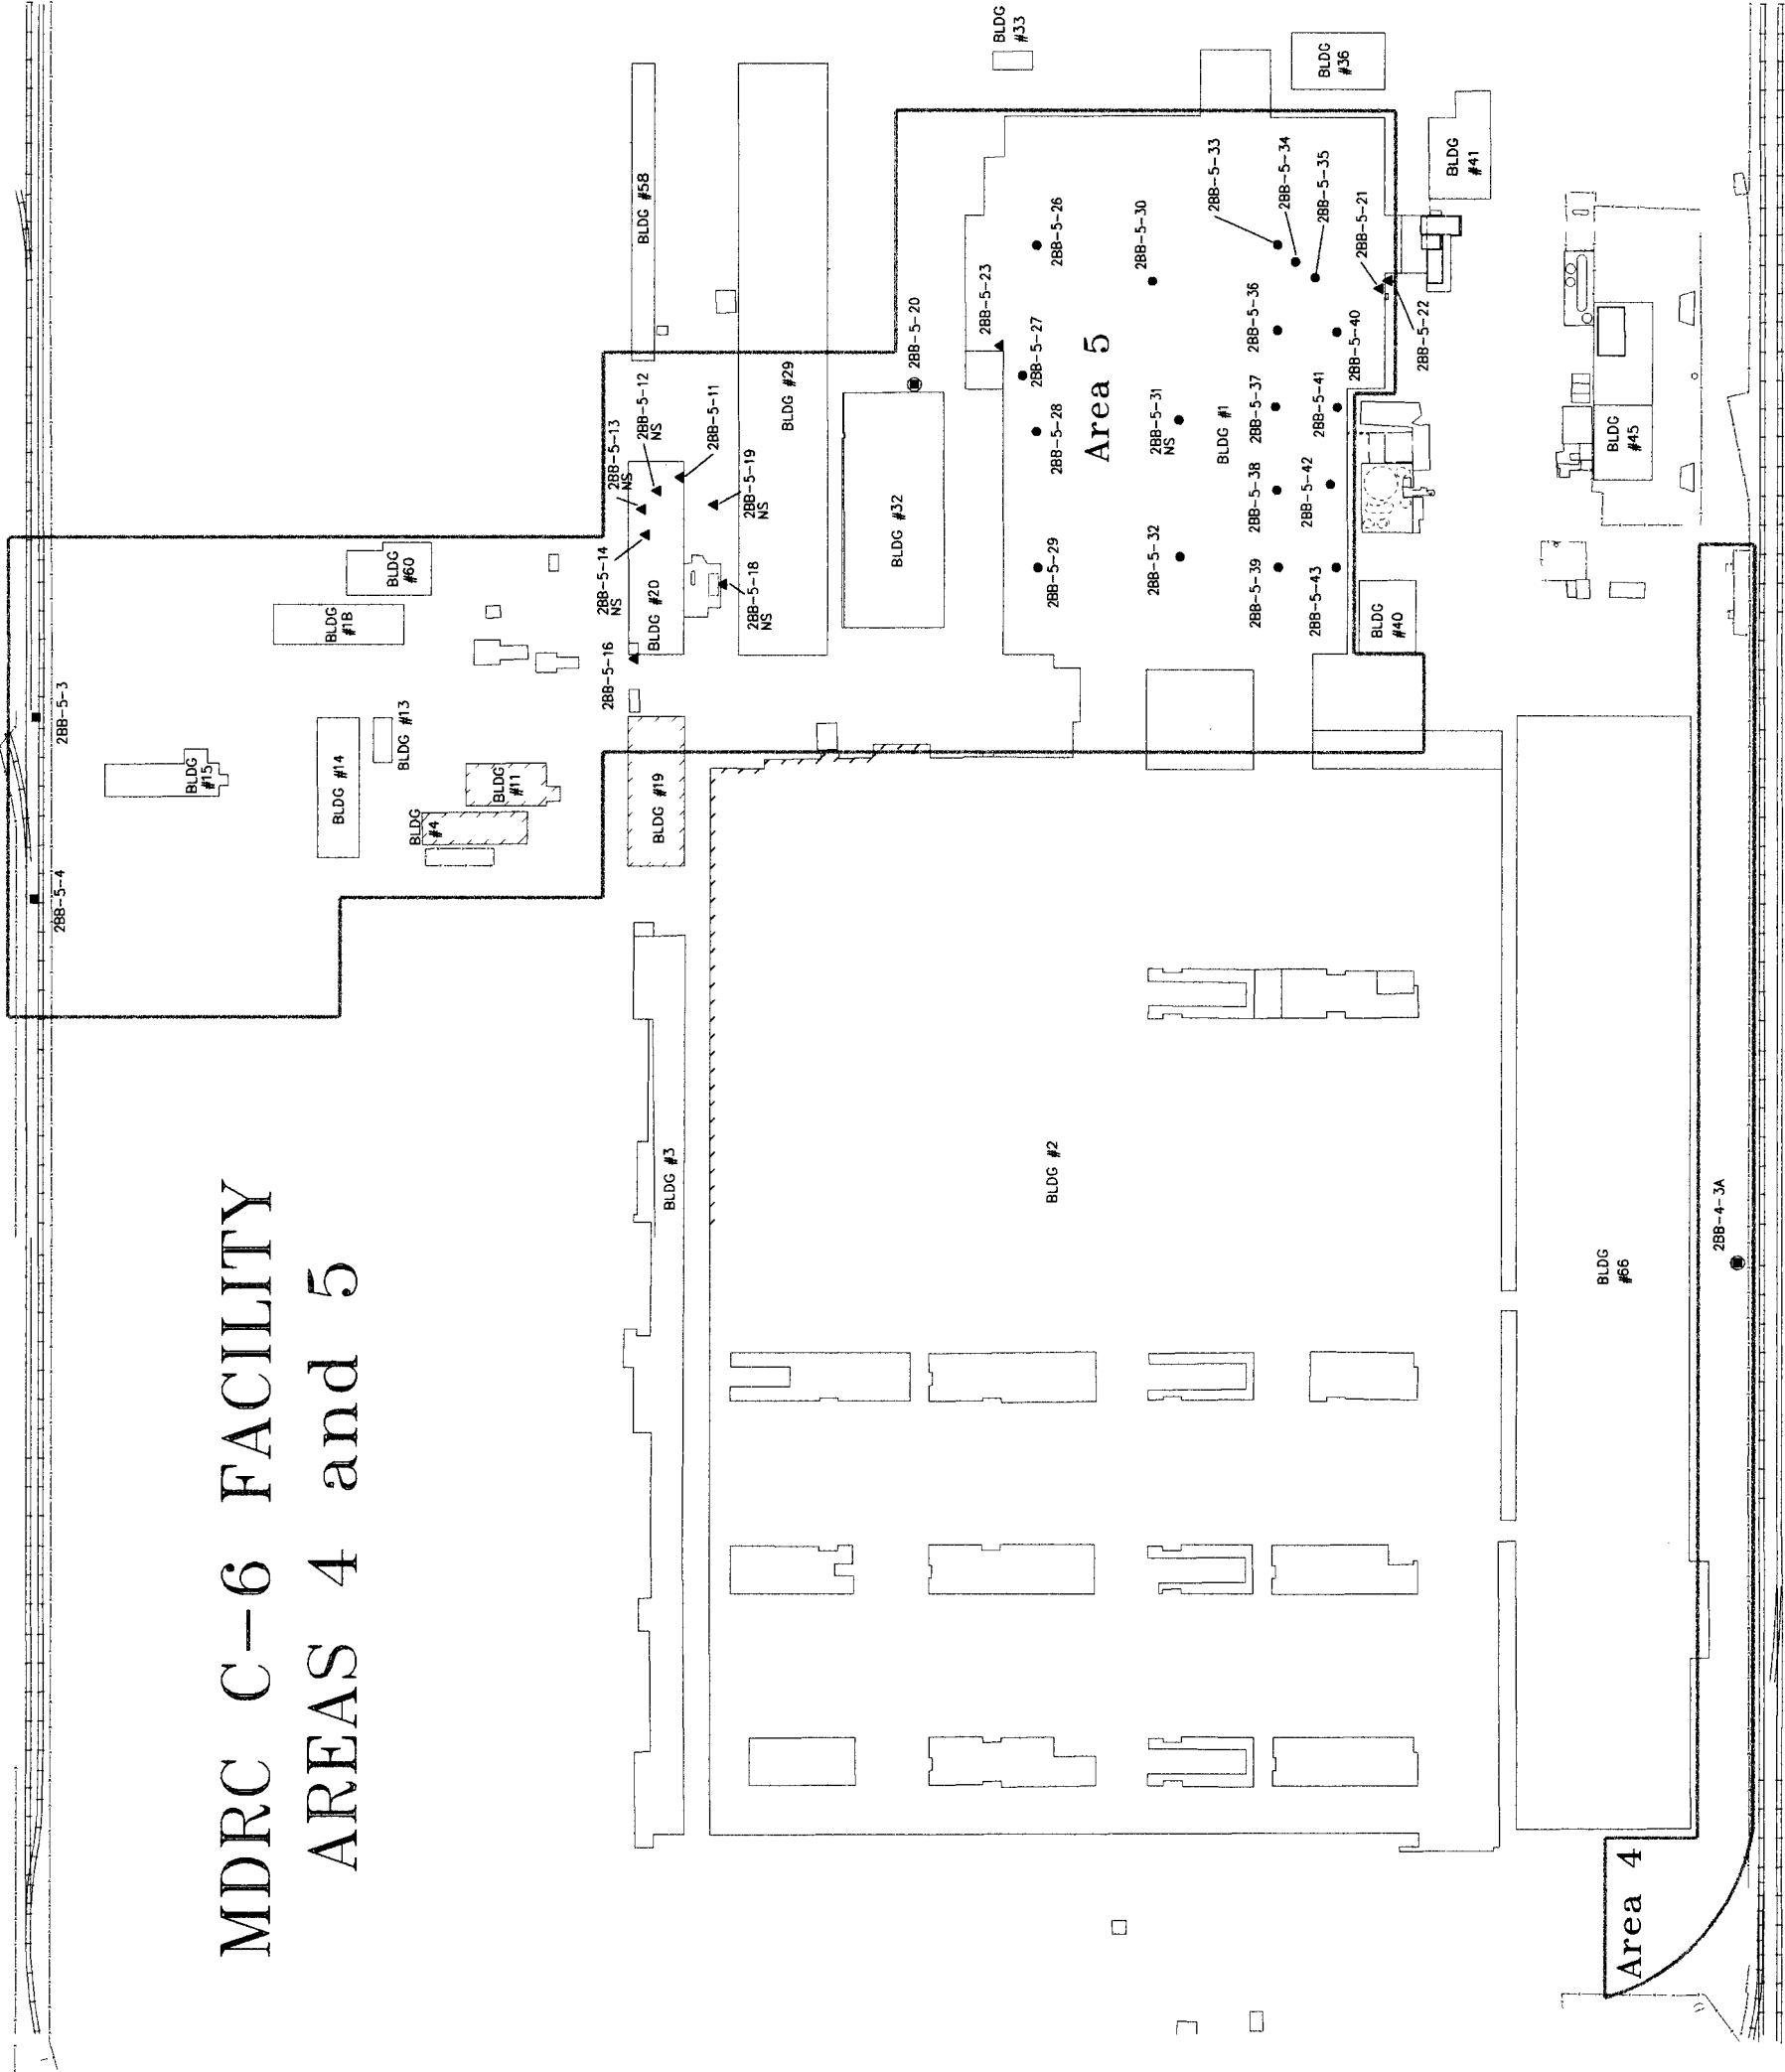 MDRC C-6 FACILITY
AREAS 4 and 5
2BB-5-4
2BB-5-3
BLDG
#15
BLDG #14
BLDG #13
BLDG
#1B
BLDG
#60
BLDG
#4
BLDG
#11
BLDG #19
2BB-5-16
BLDG #20
2BB-5-14
NS
2BB-5-13
NS
2BB-5-12
NS
2BB-5-11
2BB-5-19
NS
2BB-5-18
NS
BLDG #58
BLDG #29
BLDG #32
2BB-5-20
2BB-5-23
BLDG
#33
BLDG
#36
BLDG
#41
Area 5
2BB-5-26
2BB-5-27
2BB-5-28
2BB-5-29
2BB-5-30
2BB-5-31
NS
2BB-5-32
BLDG #1
2BB-5-33
2BB-5-34
2BB-5-35
2BB-5-36
2BB-5-37
2BB-5-38
2BB-5-39
2BB-5-40
2BB-5-41
2BB-5-42
2BB-5-43
2BB-5-21
2BB-5-22
BLDG
#40
BLDG
#45
BLDG #3
BLDG #2
BLDG
#66
2BB-4-3A
Area 4